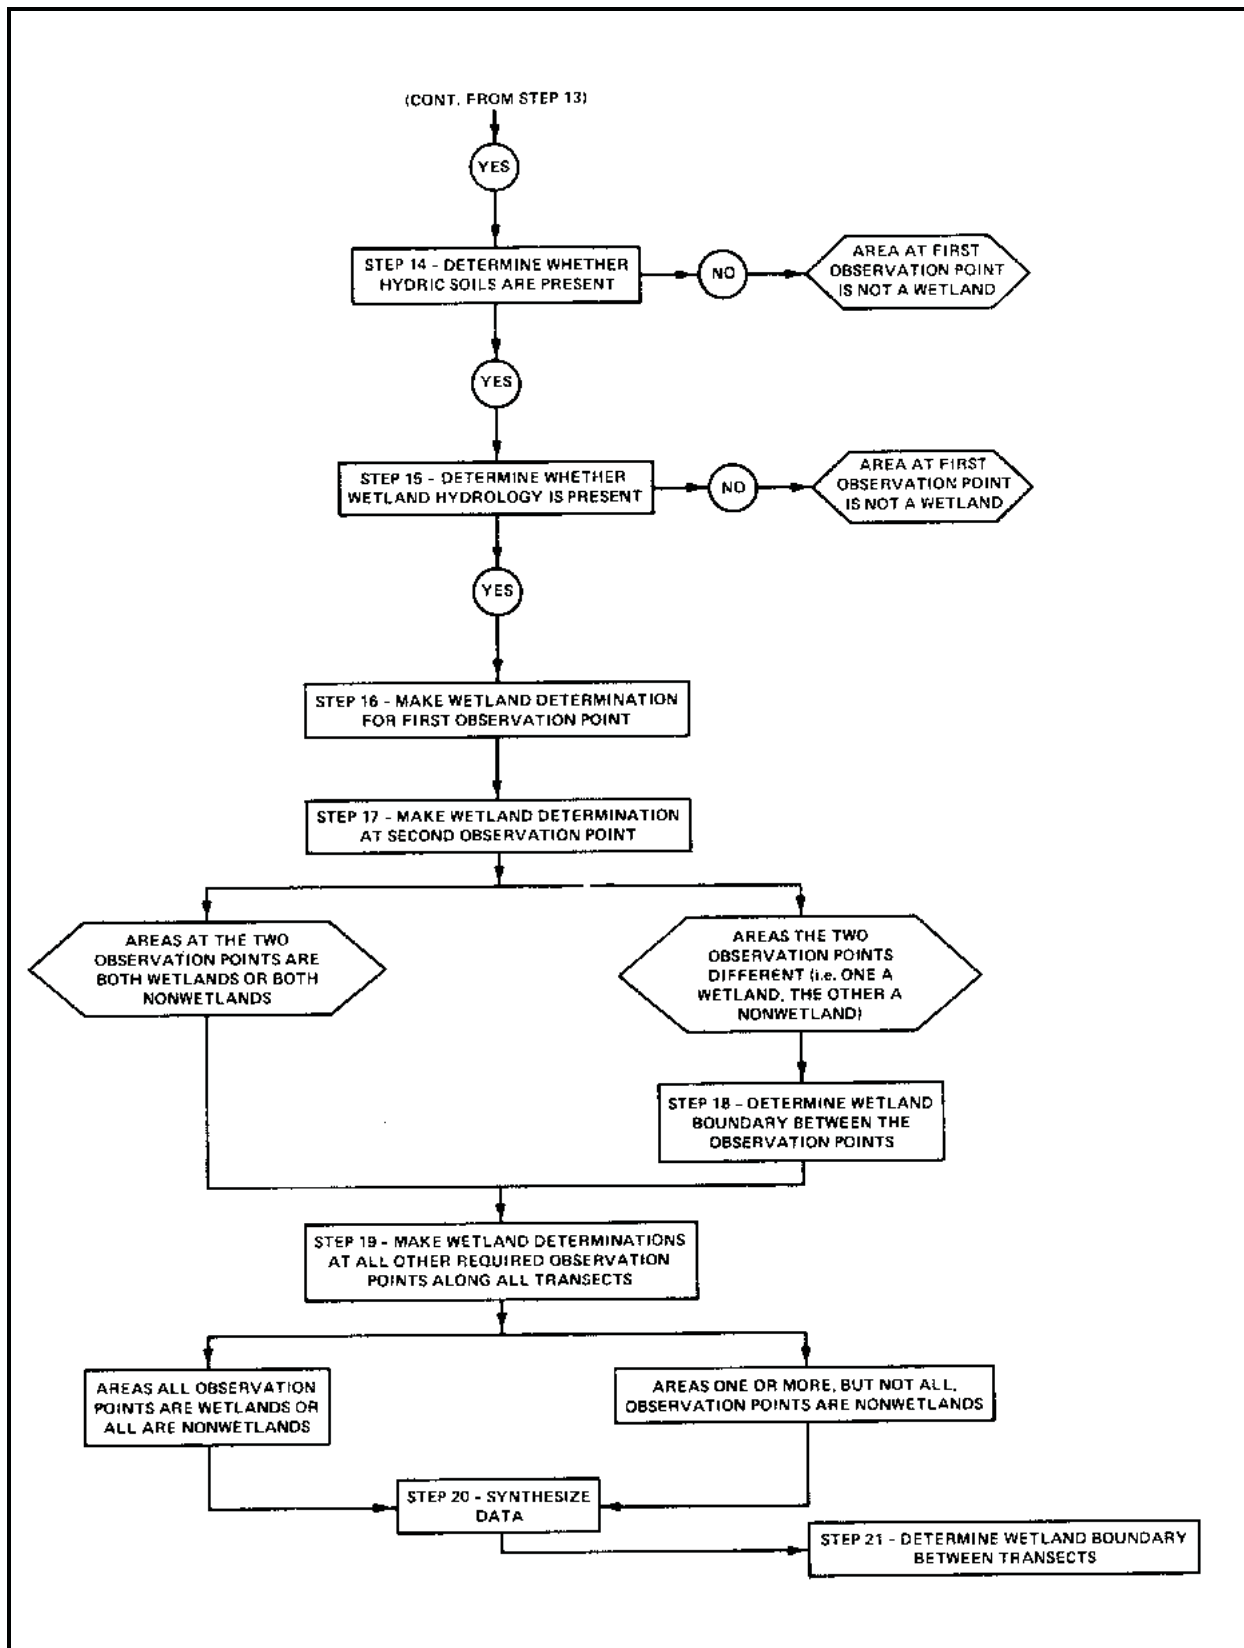 (CONT. FROM STEP 13)
YES
STEP 14 - DETERMINE WHETHER
HYDRIC SOILS ARE PRESENT
NO
AREA AT FIRST
OBSERVATION POINT
IS NOT A WETLAND
YES
STEP 15 - DETERMINE WHETHER
WETLAND HYDROLOGY IS PRESENT
NO
AREA AT FIRST
OBSERVATION POINT
IS NOT A WETLAND
YES
STEP 16 - MAKE WETLAND DETERMINATION
FOR FIRST OBSERVATION POINT
STEP 17 - MAKE WETLAND DETERMINATION
AT SECOND OBSERVATION POINT
AREAS AT THE TWO
OBSERVATION POINTS ARE
BOTH WETLANDS OR BOTH
NONWETLANDS
AREAS THE TWO
OBSERVATION POINTS
DIFFERENT (i.e. ONE A
WETLAND, THE OTHER A
NONWETLAND)
STEP 18 - DETERMINE WETLAND
BOUNDARY BETWEEN THE
OBSERVATION POINTS
STEP 19 - MAKE WETLAND DETERMINATIONS
AT ALL OTHER REQUIRED OBSERVATION
POINTS ALONG ALL TRANSECTS
AREAS ALL OBSERVATION
POINTS ARE WETLANDS OR
ALL ARE NONWETLANDS
AREAS ONE OR MORE, BUT NOT ALL,
OBSERVATION POINTS ARE NONWETLANDS
STEP 20 - SYNTHESIZE
DATA
STEP 21 - DETERMINE WETLAND BOUNDARY
BETWEEN TRANSECTS